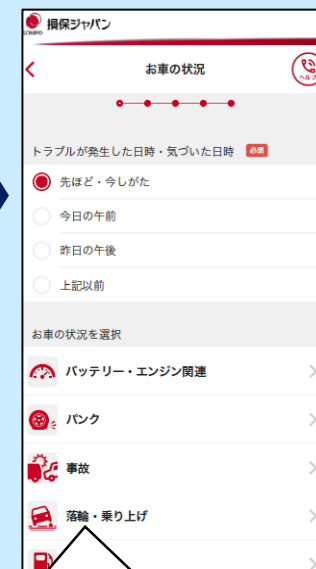 SOMPO 損保ジャパン
お車の状況
ヘルプ
トラブルが発生した日時・気づいた日時 必須
先ほど・今しがた
今日の午前
昨日の午後
上記以前
お車の状況を選択
バッテリー・エンジン関連
パンク
事故
落輪・乗り上げ